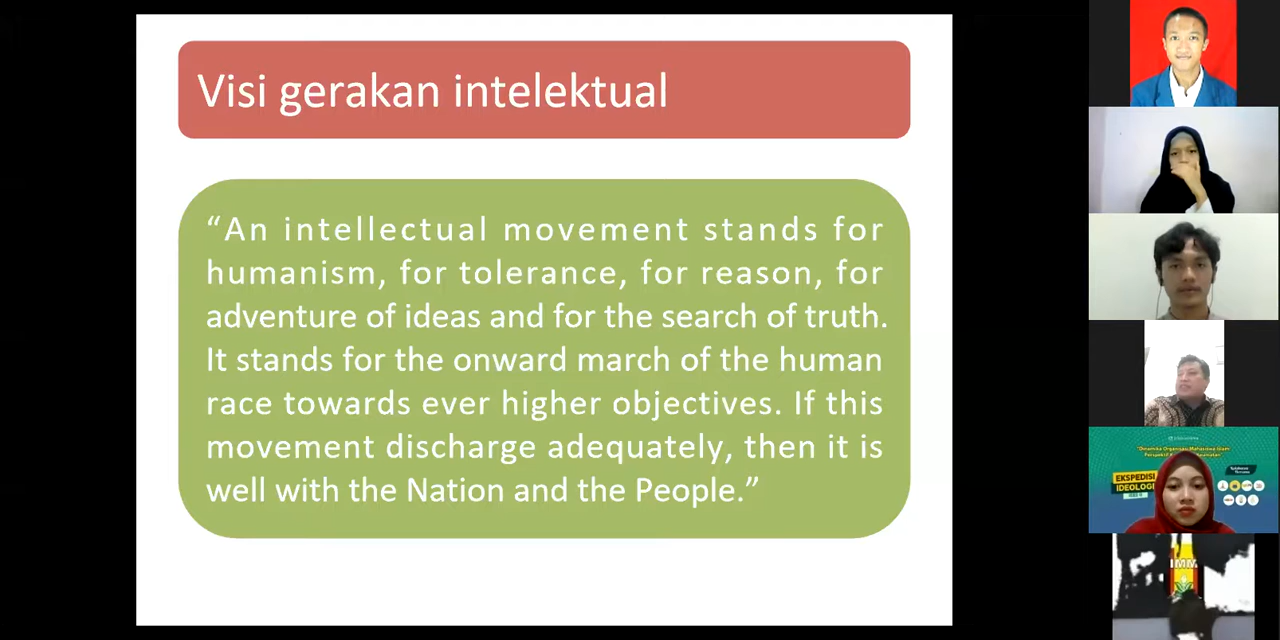 Visi gerakan intelektual
“An intellectual movement stands for
humanism, for tolerance, for reason, for
adventure of ideas and for the search of truth.
It stands for the onward march of the human
race towards ever higher objectives. If this
movement discharge adequately, then it is
well with the Nation and the People.”
EKSPEDISI
IDEOLOGI
IMM